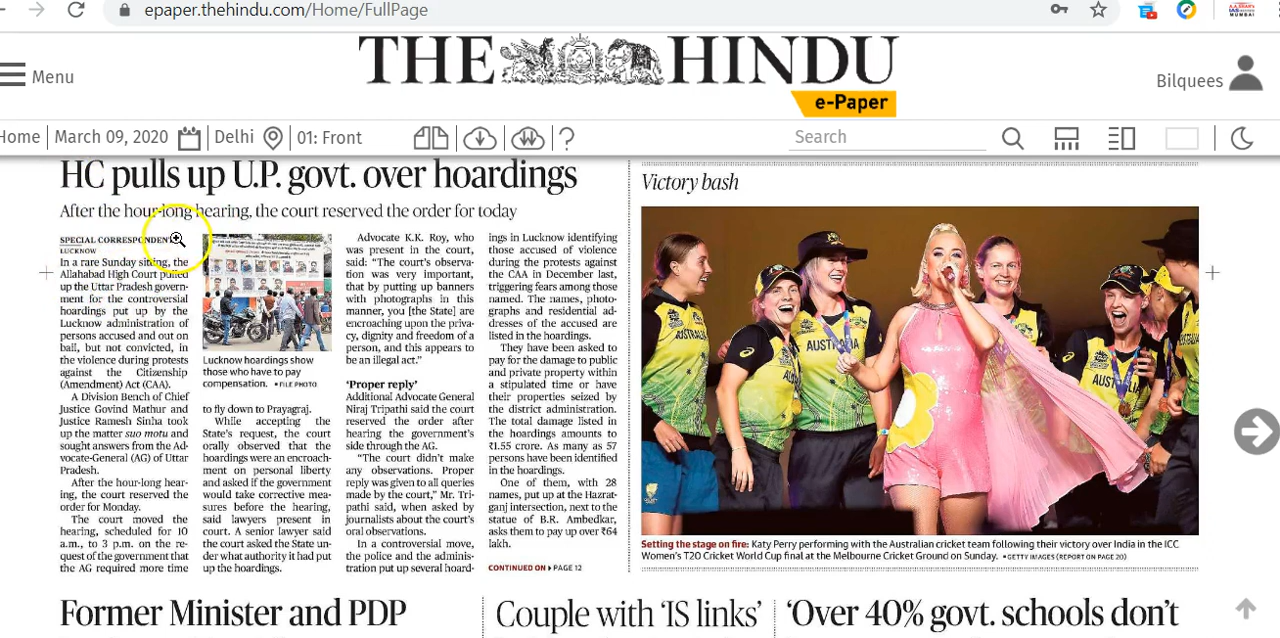 epaper.thehindu.com/Home/FullPage
Menu
THE HINDU
e-Paper
Bilquees
Home
March 09, 2020
Delhi
01: Front
?
Search
HC pulls up U.P. govt. over hoardings
After the hour-long hearing, the court reserved the order for today
SPECIAL CORRESPONDENT
LUCKNOW
In a rare Sunday sitting, the
Allahabad High Court pulled
up the Uttar Pradesh govern-
ment for the controversial
hoardings put up by the
Lucknow administration of
persons accused and out on
bail, but not convicted, in
the violence during protests
against the Citizenship
(Amendment) Act (CAA).
A Division Bench of Chief
Justice Govind Mathur and
Justice Ramesh Sinha took
up the matter suo motu and
sought answers from the Ad-
vocate-General (AG) of Uttar
Pradesh.
After the hour-long hear-
ing, the court reserved the
order for Monday.
The court moved the
hearing, scheduled for 10
a.m., to 3 p.m. on the re-
quest of the government that
the AG required more time
Lucknow hoardings show
those who have to pay
compensation. • FILE PHOTO
to fly down to Prayagraj.
While accepting the
State's request, the court
orally observed that the
hoardings were an encroach-
ment on personal liberty
and asked if the government
would take corrective mea-
sures before the hearing,
said lawyers present in
court. A senior lawyer said
the court asked the State un-
der what authority it had put
up the hoardings.
Advocate K.K. Roy, who
was present in the court,
said: “The court's observa-
tion was very important,
that by putting up banners
with photographs in this
manner, you [the State] are
encroaching upon the priva-
cy, dignity and freedom of a
person, and this appears to
be an illegal act.”
‘Proper reply’
Additional Advocate General
Niraj Tripathi said the court
reserved the order after
hearing the government's
side through the AG.
“The court didn't make
any observations. Proper
reply was given to all queries
made by the court,” Mr. Tri-
pathi said, when asked by
journalists about the court's
oral observations.
In a controversial move,
the police and the adminis-
tration put up several hoard-
ings in Lucknow identifying
those accused of violence
during the protests against
the CAA in December last,
triggering fears among those
named. The names, photo-
graphs and residential ad-
dresses of the accused are
listed in the hoardings.
They have been asked to
pay for the damage to public
and private property within
a stipulated time or have
their properties seized by
the district administration.
The total damage listed in
the hoardings amounts to
₹1.55 crore. As many as 57
persons have been identified
in the hoardings.
One of them, with 28
names, put up at the Hazrat-
ganj intersection, next to the
statue of B.R. Ambedkar,
asks them to pay up over ₹64
lakh.
CONTINUED ON ▸ PAGE 12
Victory bash
AUSTRALIA
AUSTRALIA
Setting the stage on fire: Katy Perry performing with the Australian cricket team following their victory over India in the ICC
Women's T20 Cricket World Cup final at the Melbourne Cricket Ground on Sunday. • GETTY IMAGES (REPORT ON PAGE 20)
Former Minister and PDP
Couple with ‘IS links’
‘Over 40% govt. schools don't